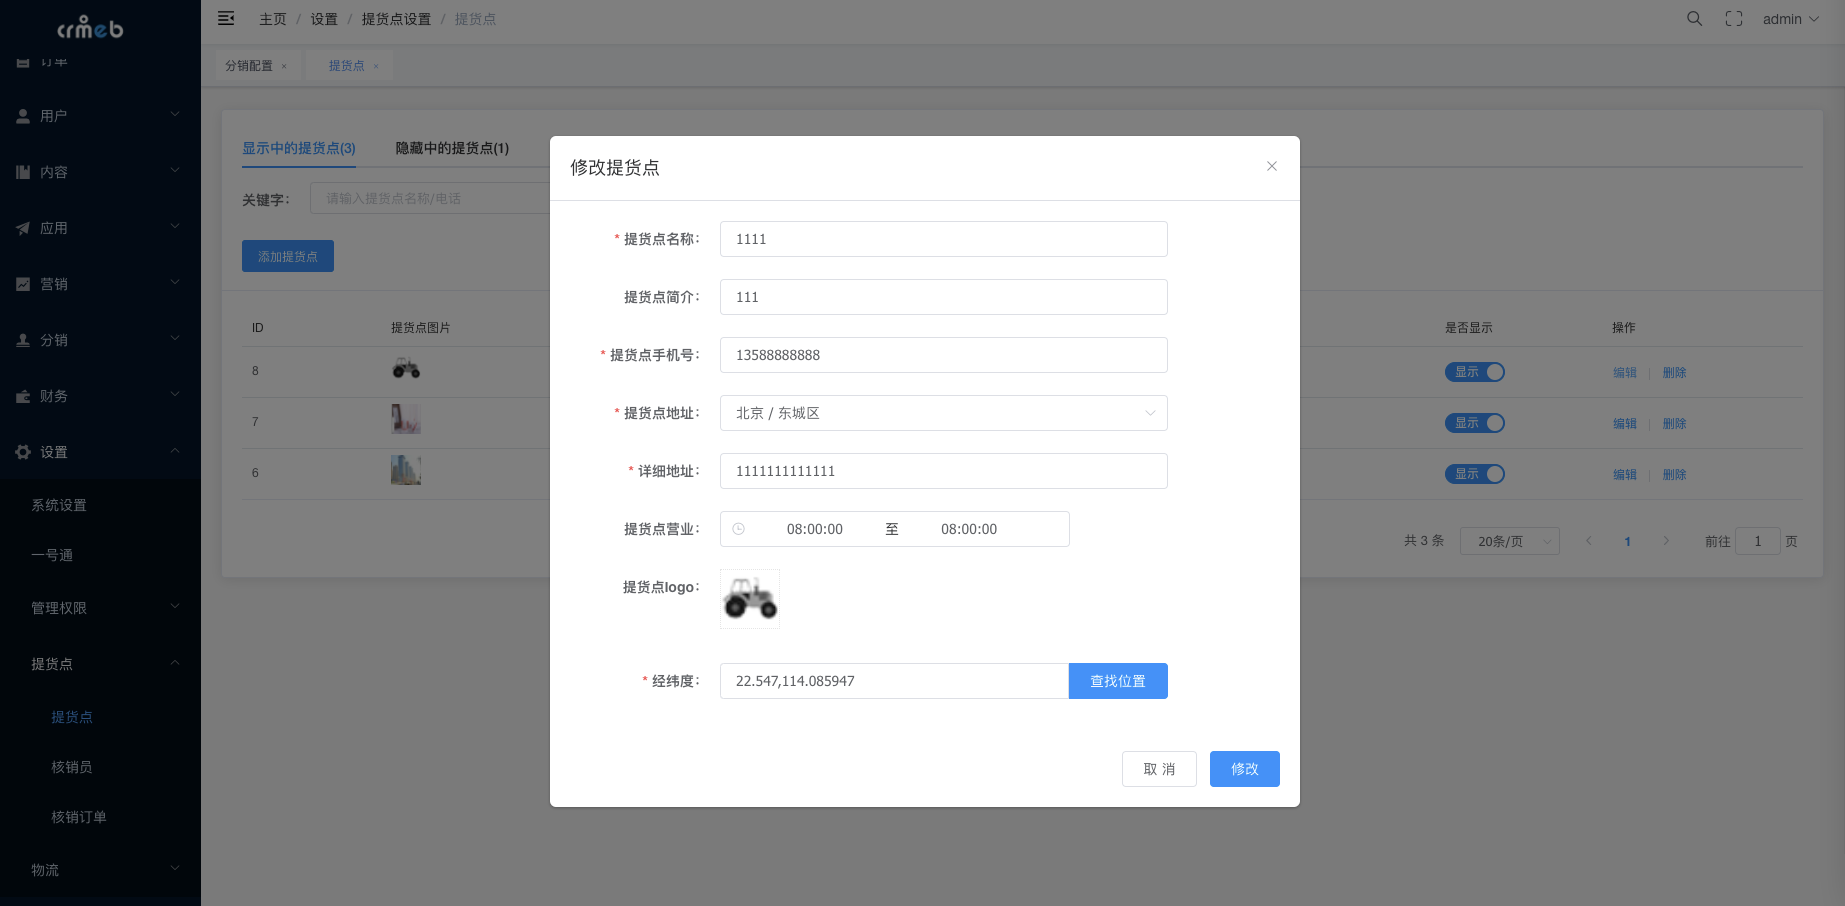 crmeb
主页 / 设置 / 提货点设置 / 提货点
admin
分销配置 ×
提货点 ×
订单
用户
内容
应用
营销
分销
财务
设置
系统设置
一号通
管理权限
提货点
提货点
核销员
核销订单
物流
显示中的提货点(3) 隐藏中的提货点(1)
关键字： 请输入提货点名称/电话
添加提货点
ID 提货点图片 是否显示 操作
8 显示 编辑 删除
7 显示 编辑 删除
6 显示 编辑 删除
共 3 条 20条/页 1 前往 1 页
修改提货点
* 提货点名称： 1111
提货点简介： 111
* 提货点手机号： 13588888888
* 提货点地址： 北京 / 东城区
* 详细地址： 1111111111111
提货点营业： 08:00:00 至 08:00:00
提货点logo：
* 经纬度： 22.547,114.085947 查找位置
取 消 修改